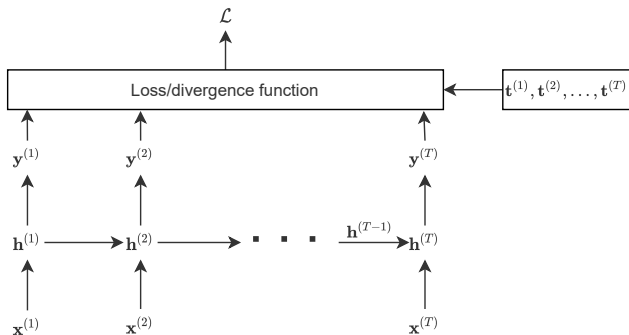 ℒ
Loss/divergence function
t^(1), t^(2), . . . , t^(T)
y^(1) y^(2) y^(T)
h^(T−1)
h^(1) h^(2) h^(T)
x^(1) x^(2) x^(T)